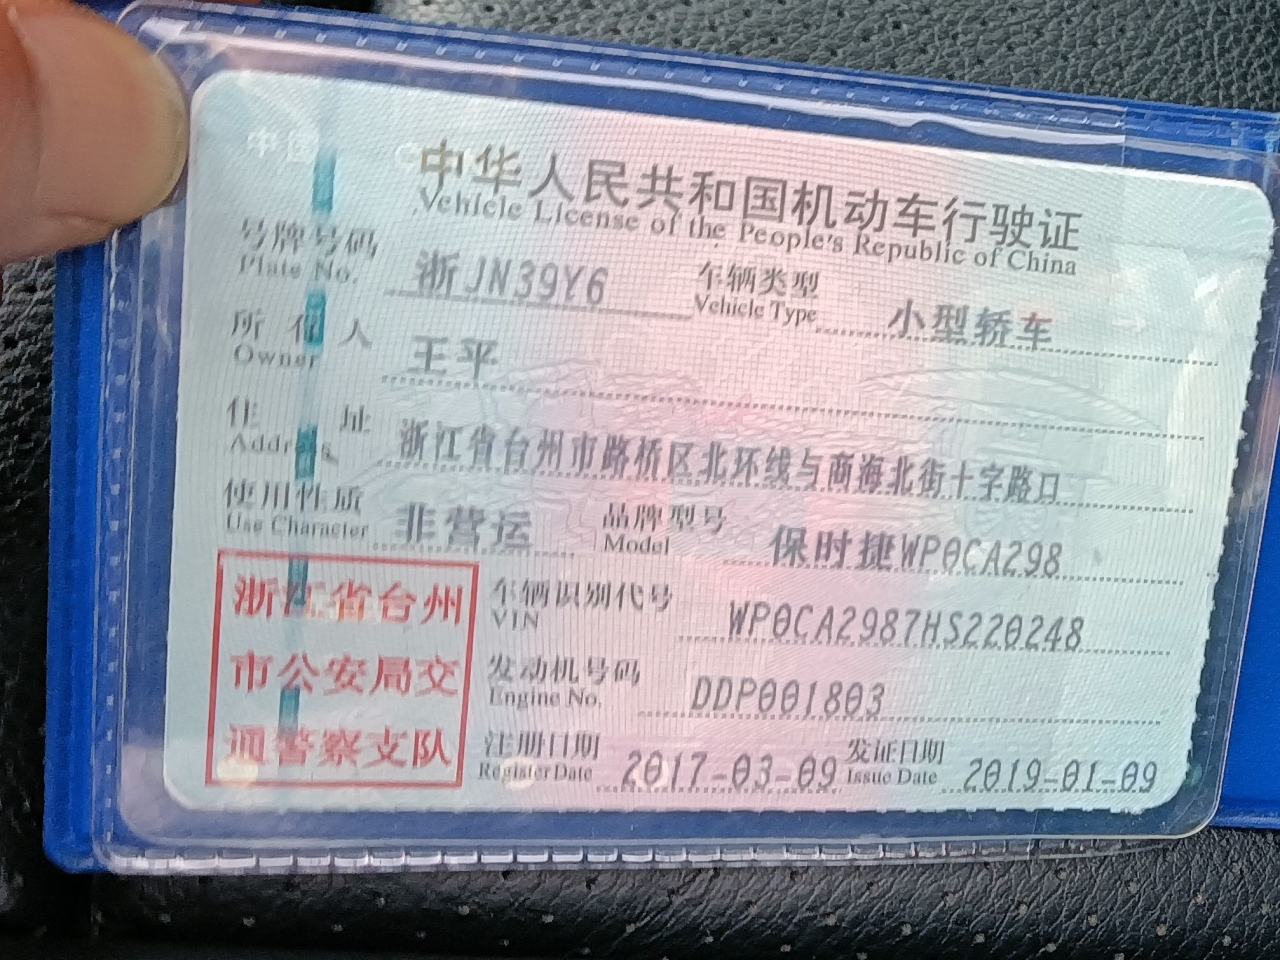 中国
中华人民共和国机动车行驶证
Vehicle License of the People's Republic of China
号牌号码 浙JN39Y6 车辆类型 小型轿车
Plate No. Vehicle Type
所有人 王平
Owner
住址 浙江省台州市路桥区北环线与商海北街十字路口
Address
使用性质 非营运 品牌型号 保时捷WP0CA298
Use Character Model
车辆识别代号 WP0CA2987HS220248
VIN
发动机号码 DDP001803
Engine No.
注册日期 2017-03-09 发证日期 2019-01-09
Register Date Issue Date
浙江省台州
市公安局交
通警察支队